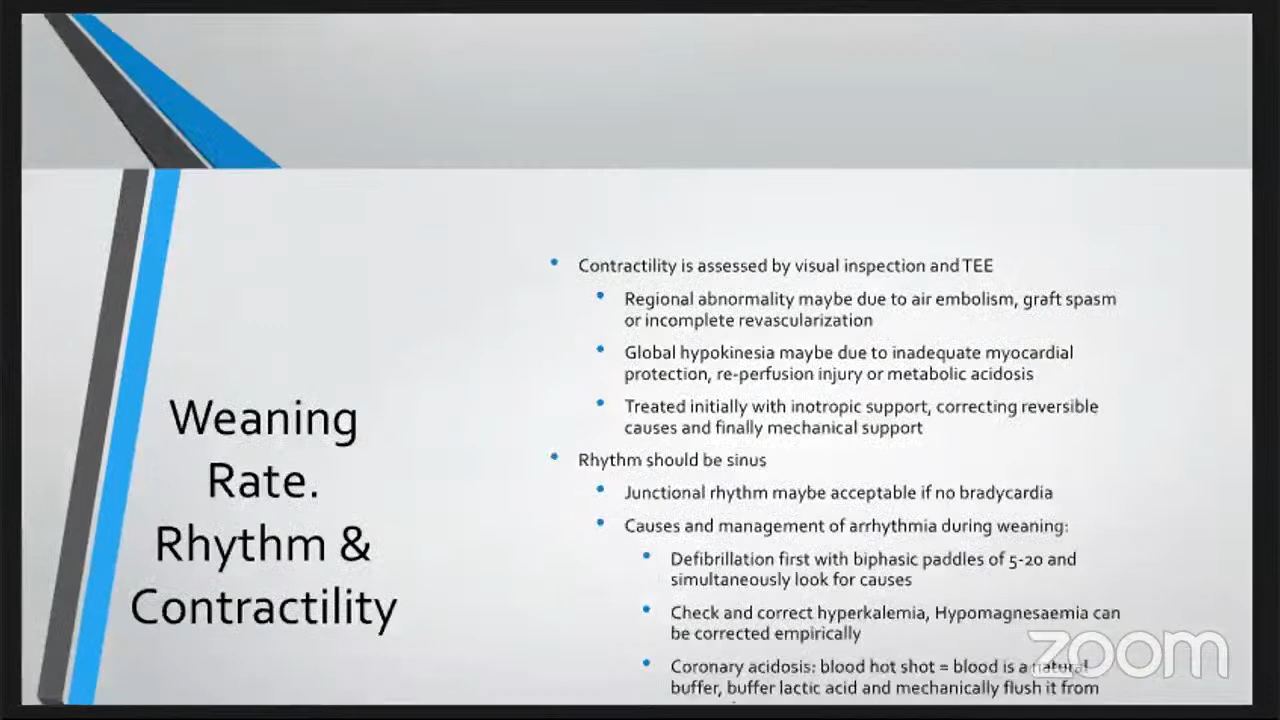 Weaning
Rate.
Rhythm &
Contractility
Contractility is assessed by visual inspection and TEE
Regional abnormality maybe due to air embolism, graft spasm
or incomplete revascularization
Global hypokinesia maybe due to inadequate myocardial
protection, re-perfusion injury or metabolic acidosis
Treated initially with inotropic support, correcting reversible
causes and finally mechanical support
Rhythm should be sinus
Junctional rhythm maybe acceptable if no bradycardia
Causes and management of arrhythmia during weaning:
Defibrillation first with biphasic paddles of 5-20 and
simultaneously look for causes
Check and correct hyperkalemia, Hypomagnesaemia can
be corrected empirically
Coronary acidosis: blood hot shot = blood is a natural
buffer, buffer lactic acid and mechanically flush it from
zoom